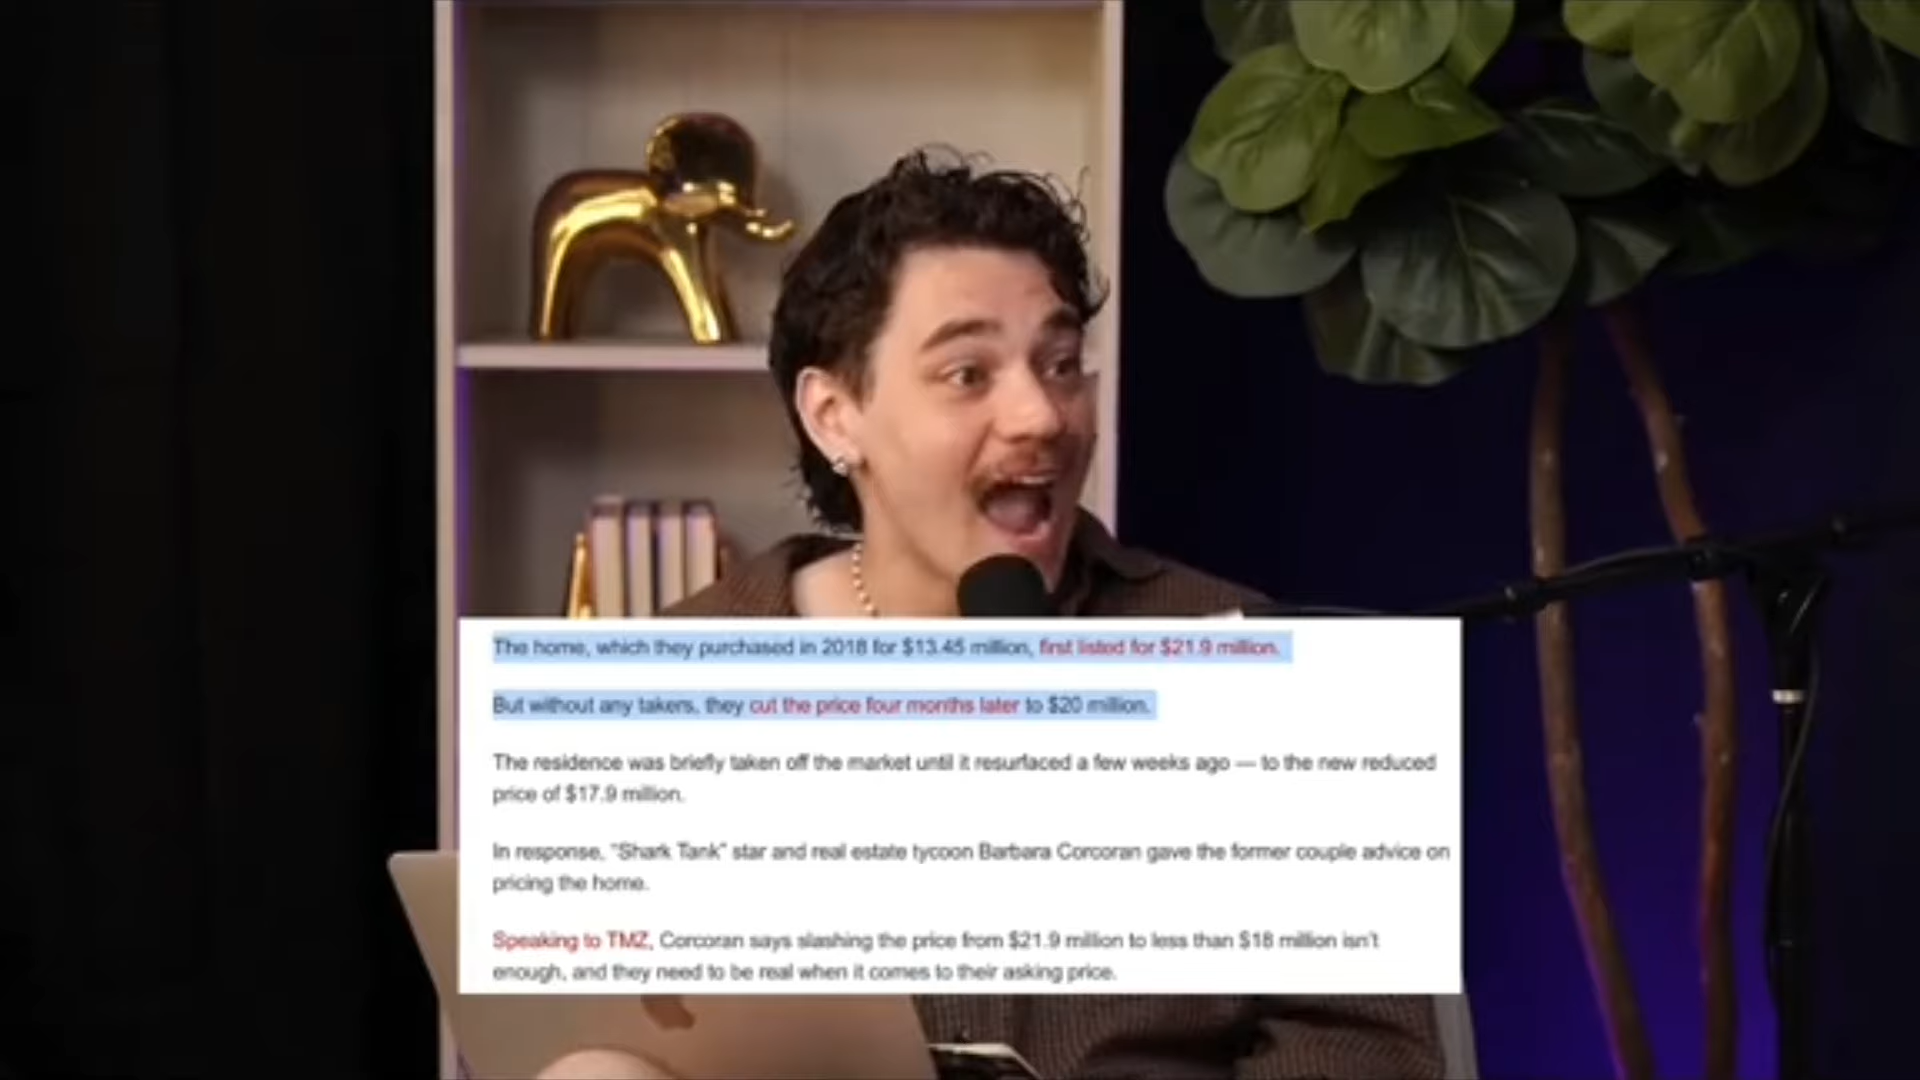 The home, which they purchased in 2018 for $13.45 million, first listed for $21.9 million.
But without any takers, they cut the price four months later to $20 million.
The residence was briefly taken off the market until it resurfaced a few weeks ago — to the new reduced
price of $17.9 million.
In response, "Shark Tank" star and real estate tycoon Barbara Corcoran gave the former couple advice on
pricing the home.
Speaking to TMZ, Corcoran says slashing the price from $21.9 million to less than $18 million isn't
enough, and they need to be real when it comes to their asking price.